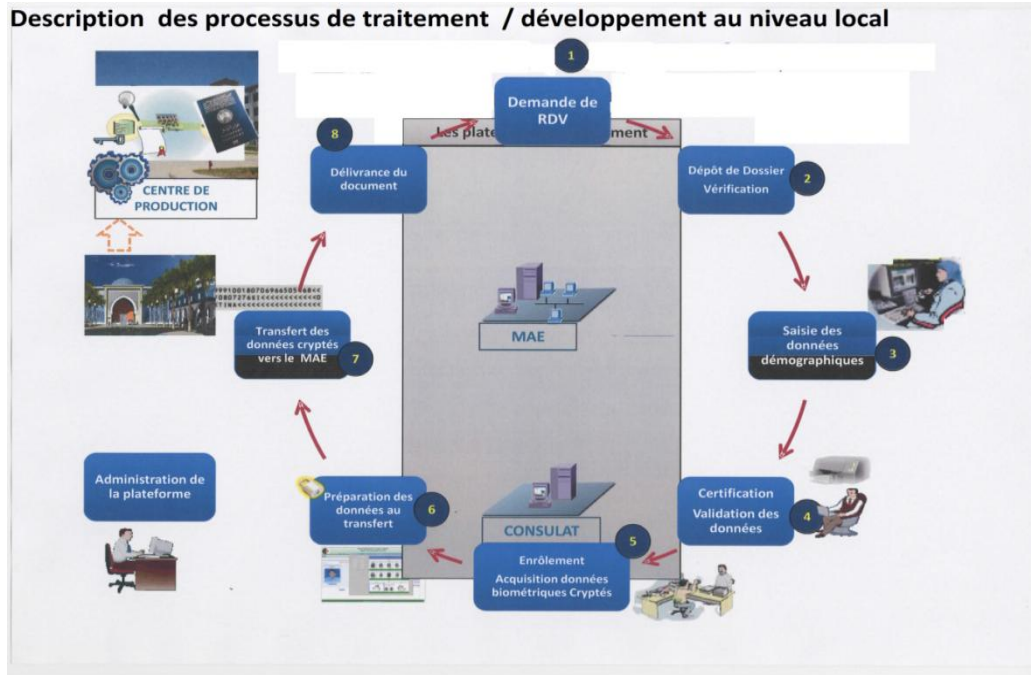 Description des processus de traitement / développement au niveau local
1
Demande de
RDV
Les plate
ment
8
Délivrance du
document
Dépôt de Dossier
Vérification
2
CENTRE DE
PRODUCTION
MAE
Transfert des
données cryptés
vers le MAE
7
Saisie des
données
démographiques
3
Administration de
la plateforme
Préparation des
données au
transfert
6
CONSULAT
Certification
Validation des
données
4
5
Enrôlement
Acquisition données
biométriques Cryptés